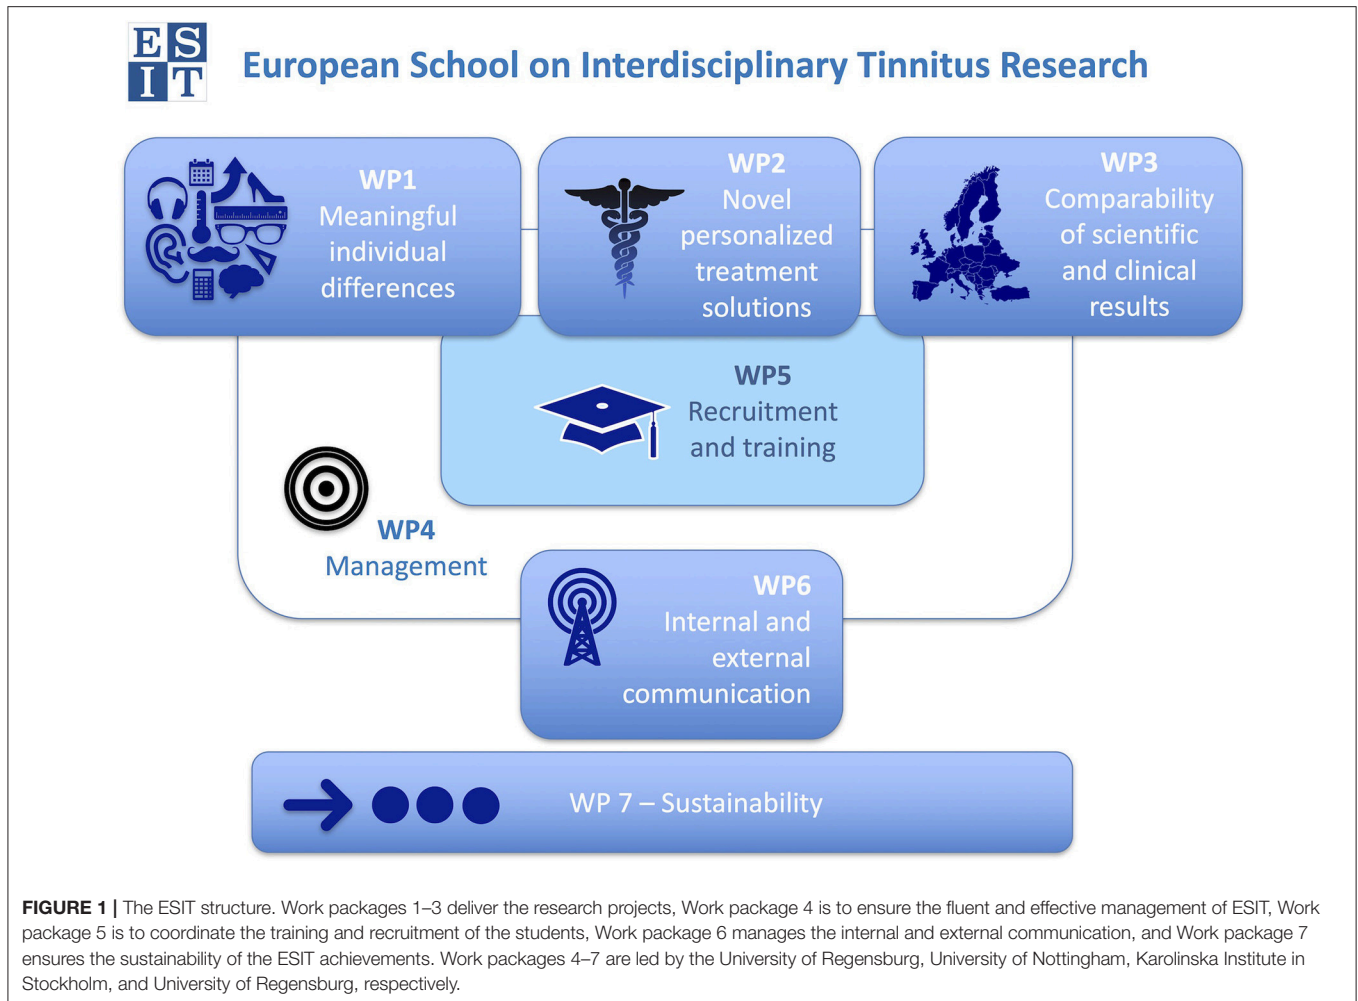 ES
IT
European School on Interdisciplinary Tinnitus Research
WP1
Meaningful
individual
differences
WP2
Novel
personalized
treatment
solutions
WP3
Comparability
of scientific
and clinical
results
WP5
Recruitment
and training
WP4
Management
WP6
Internal and
external
communication
WP 7 – Sustainability
FIGURE 1 | The ESIT structure. Work packages 1–3 deliver the research projects, Work package 4 is to ensure the fluent and effective management of ESIT, Work
package 5 is to coordinate the training and recruitment of the students, Work package 6 manages the internal and external communication, and Work package 7
ensures the sustainability of the ESIT achievements. Work packages 4–7 are led by the University of Regensburg, University of Nottingham, Karolinska Institute in
Stockholm, and University of Regensburg, respectively.